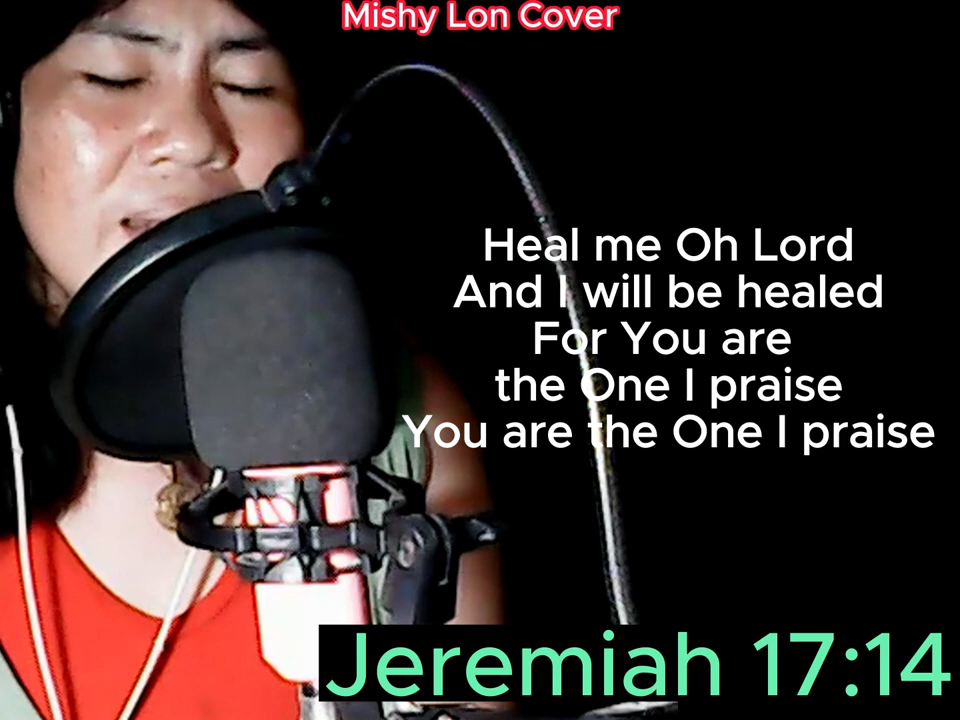 Mishy Lon Cover
Heal me Oh Lord
And I will be healed
For You are
the One I praise
You are the One I praise
Jeremiah 17:14